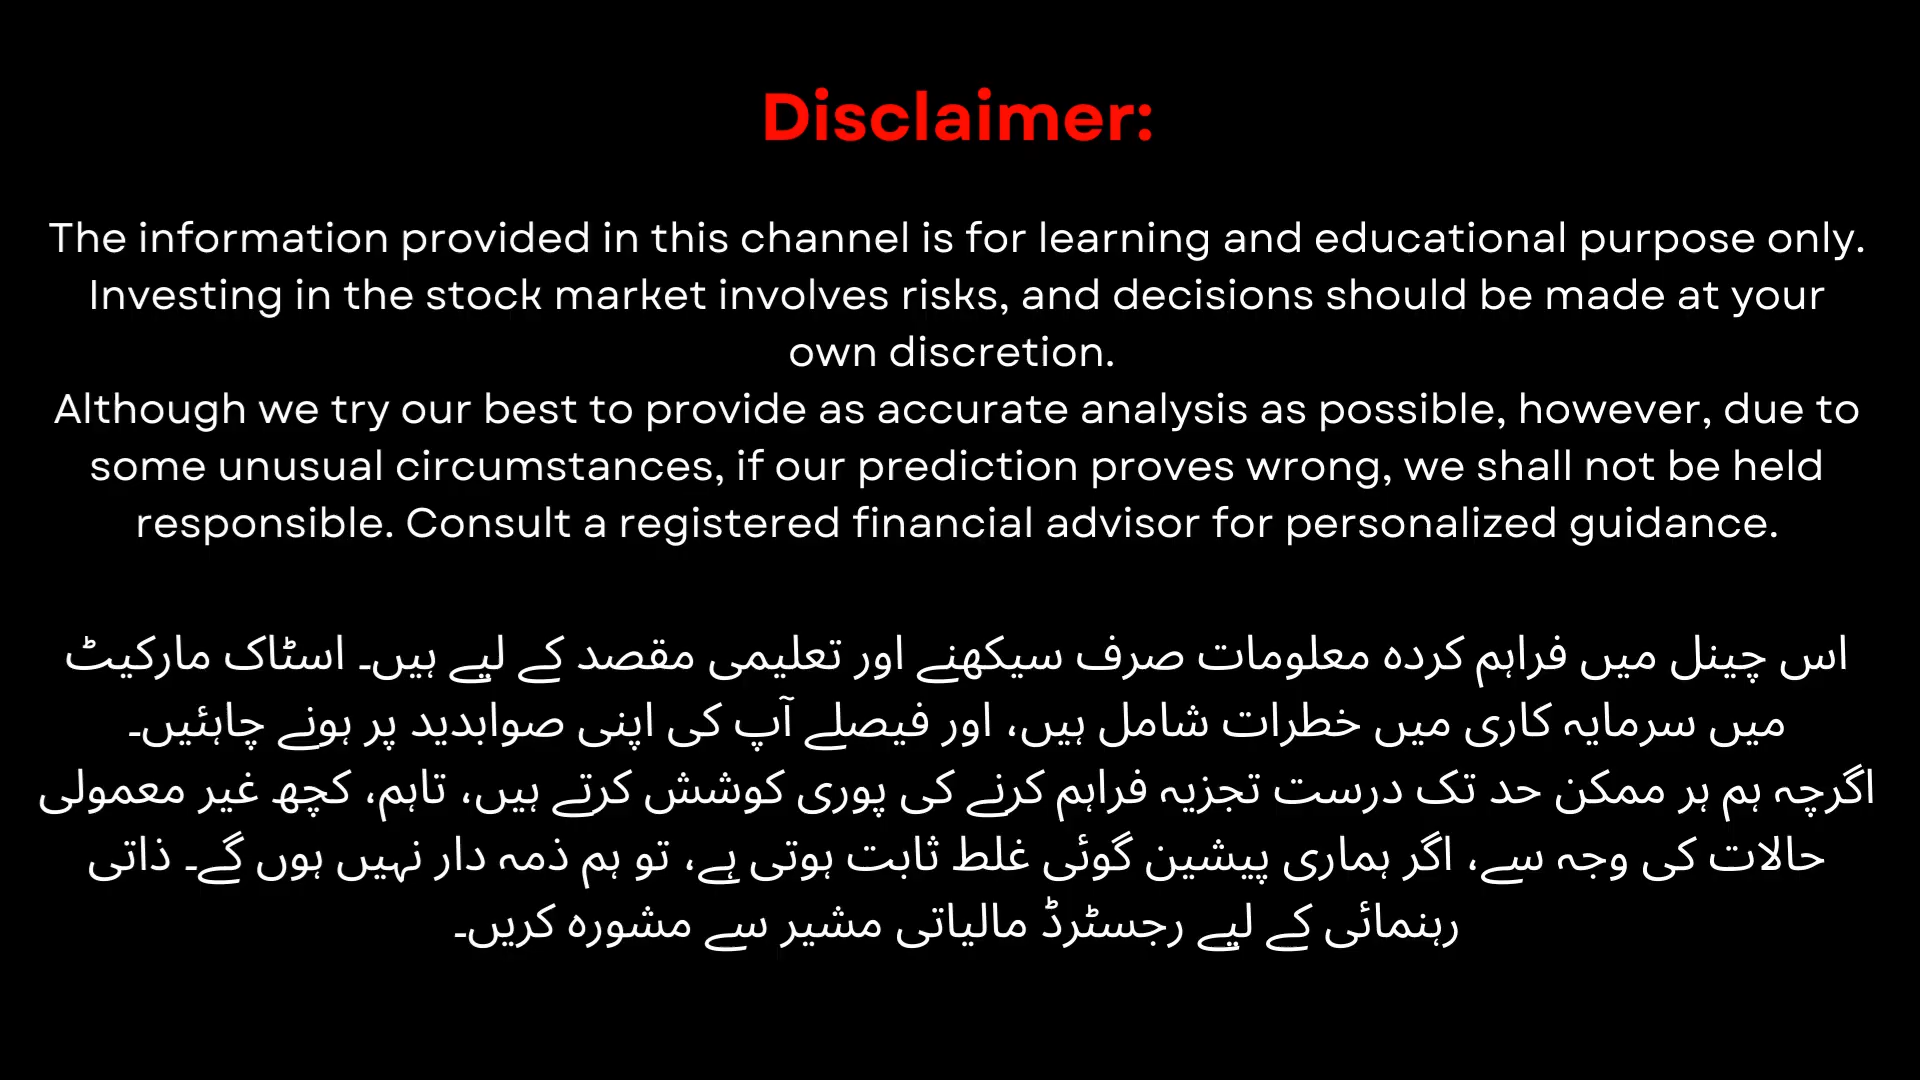 Disclaimer:
The information provided in this channel is for learning and educational purpose only.
Investing in the stock market involves risks, and decisions should be made at your
own discretion.
Although we try our best to provide as accurate analysis as possible, however, due to
some unusual circumstances, if our prediction proves wrong, we shall not be held
responsible. Consult a registered financial advisor for personalized guidance.
اس چینل میں فراہم کردہ معلومات صرف سیکھنے اور تعلیمی مقصد کے لیے ہیں۔ اسٹاک مارکیٹ
میں سرمایہ کاری میں خطرات شامل ہیں، اور فیصلے آپ کی اپنی صوابدید پر ہونے چاہئیں۔
اگرچہ ہم ہر ممکن حد تک درست تجزیہ فراہم کرنے کی پوری کوشش کرتے ہیں، تاہم، کچھ غیر معمولی
حالات کی وجہ سے، اگر ہماری پیشین گوئی غلط ثابت ہوتی ہے، تو ہم ذمہ دار نہیں ہوں گے۔ ذاتی
رہنمائی کے لیے رجسٹرڈ مالیاتی مشیر سے مشورہ کریں۔